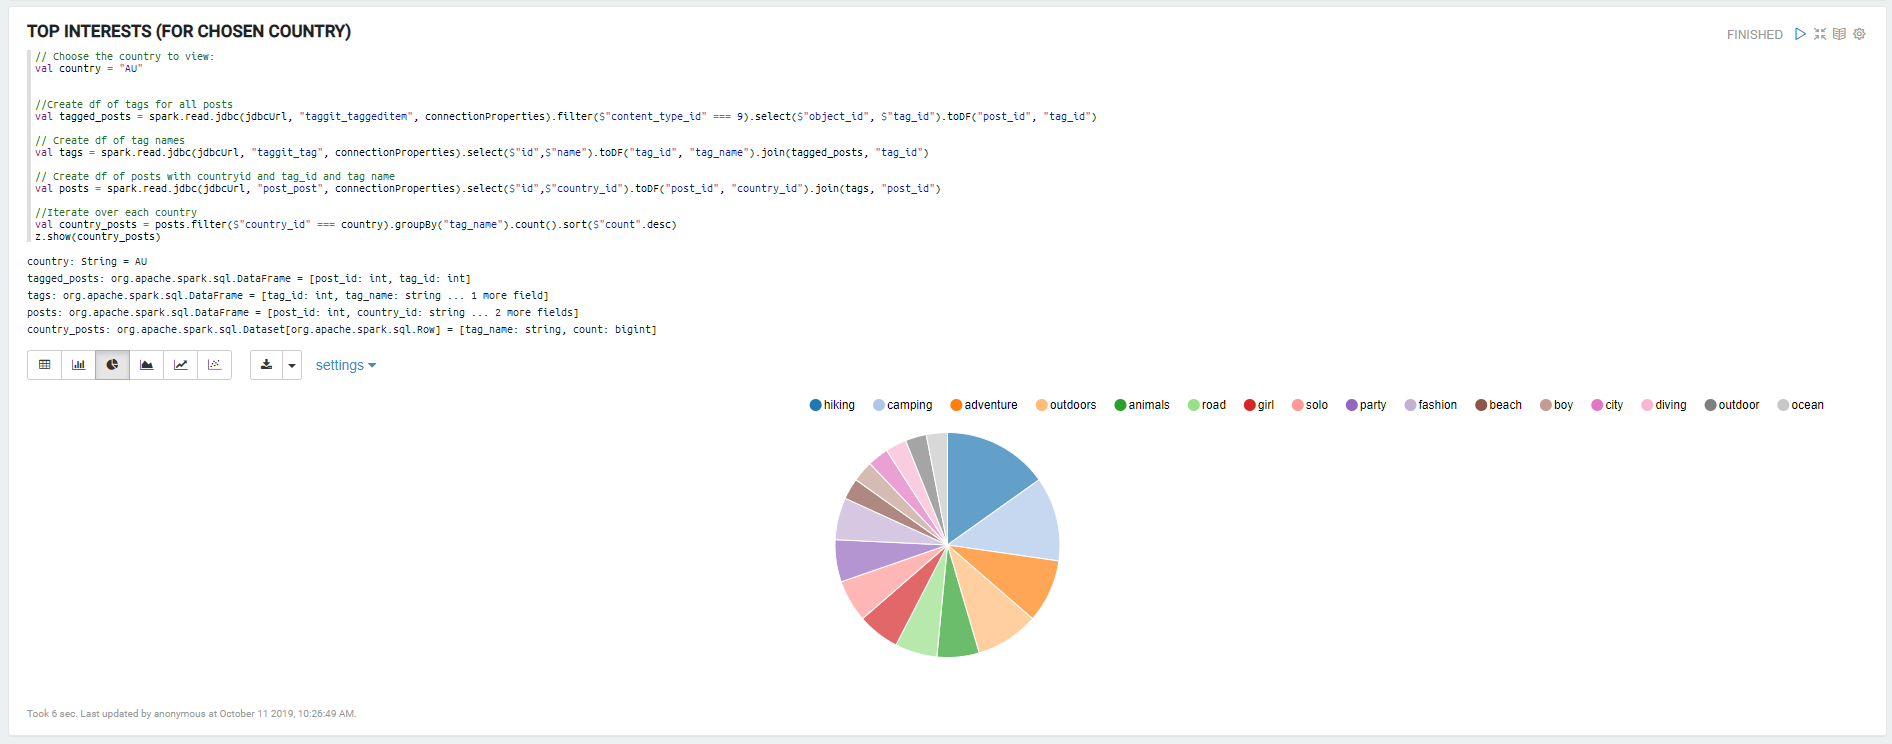 TOP INTERESTS (FOR CHOSEN COUNTRY)
FINISHED
// Choose the country to view:
val country = "AU"
//Create df of tags for all posts
val tagged_posts = spark.read.jdbc(jdbcUrl, "taggit_taggeditem", connectionProperties).filter($"content_type_id" === 9).select($"object_id", $"tag_id").toDF("post_id", "tag_id")
// Create df of tag names
val tags = spark.read.jdbc(jdbcUrl, "taggit_tag", connectionProperties).select($"id",$"name").toDF("tag_id", "tag_name").join(tagged_posts, "tag_id")
// Create df of posts with countryid and tag_id and tag name
val posts = spark.read.jdbc(jdbcUrl, "post_post", connectionProperties).select($"id",$"country_id").toDF("post_id", "country_id").join(tags, "post_id")
//Iterate over each country
val country_posts = posts.filter($"country_id" === country).groupBy("tag_name").count().sort($"count".desc)
z.show(country_posts)
country: String = AU
tagged_posts: org.apache.spark.sql.DataFrame = [post_id: int, tag_id: int]
tags: org.apache.spark.sql.DataFrame = [tag_id: int, tag_name: string ... 1 more field]
posts: org.apache.spark.sql.DataFrame = [post_id: int, country_id: string ... 2 more fields]
country_posts: org.apache.spark.sql.Dataset[org.apache.spark.sql.Row] = [tag_name: string, count: bigint]
settings
hiking camping adventure outdoors animals road girl solo party fashion beach boy city diving outdoor ocean
Took 6 sec. Last updated by anonymous at October 11 2019, 10:26:49 AM.